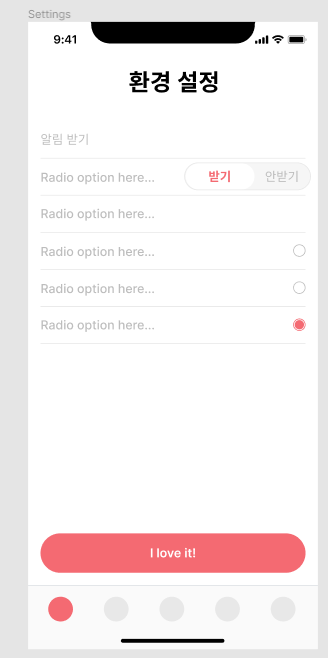 Settings
9:41
환경 설정
알림 받기
Radio option here...
받기
안받기
Radio option here...
Radio option here...
Radio option here...
Radio option here...
I love it!